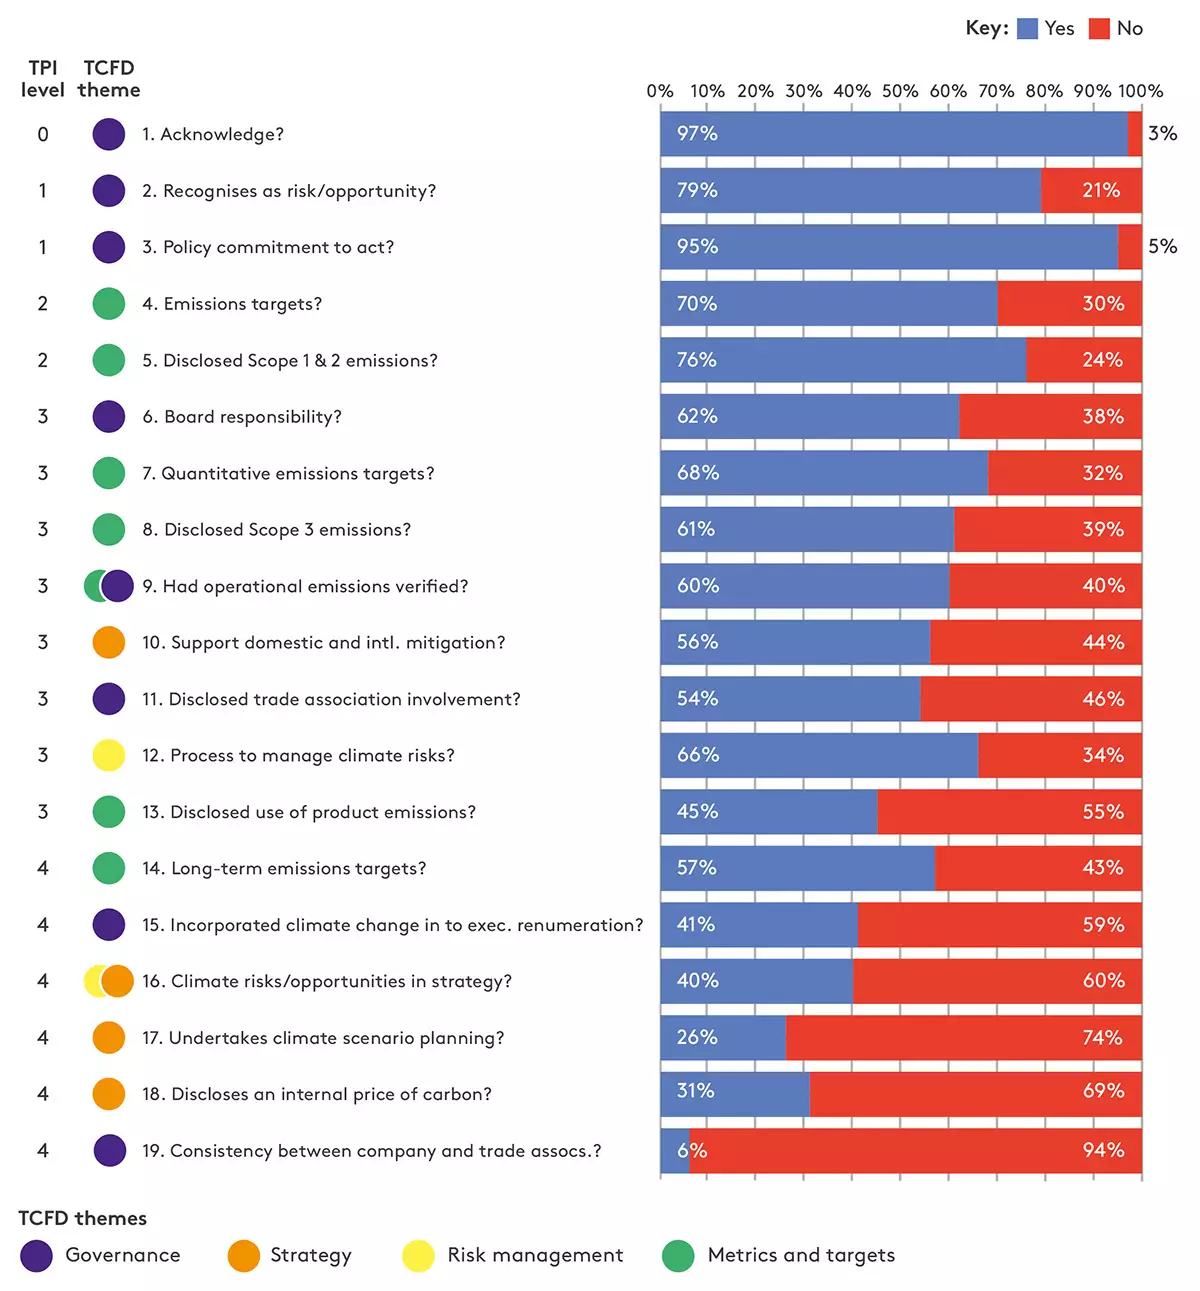 Key: Yes No
TPI level TCFD theme
0% 10% 20% 30% 40% 50% 60% 70% 80% 90% 100%
0 1. Acknowledge? 97% 3%
1 2. Recognises as risk/opportunity? 79% 21%
1 3. Policy commitment to act? 95% 5%
2 4. Emissions targets? 70% 30%
2 5. Disclosed Scope 1 & 2 emissions? 76% 24%
3 6. Board responsibility? 62% 38%
3 7. Quantitative emissions targets? 68% 32%
3 8. Disclosed Scope 3 emissions? 61% 39%
3 9. Had operational emissions verified? 60% 40%
3 10. Support domestic and intl. mitigation? 56% 44%
3 11. Disclosed trade association involvement? 54% 46%
3 12. Process to manage climate risks? 66% 34%
3 13. Disclosed use of product emissions? 45% 55%
4 14. Long-term emissions targets? 57% 43%
4 15. Incorporated climate change in to exec. renumeration? 41% 59%
4 16. Climate risks/opportunities in strategy? 40% 60%
4 17. Undertakes climate scenario planning? 26% 74%
4 18. Discloses an internal price of carbon? 31% 69%
4 19. Consistency between company and trade assocs.? 6% 94%
TCFD themes
Governance Strategy Risk management Metrics and targets